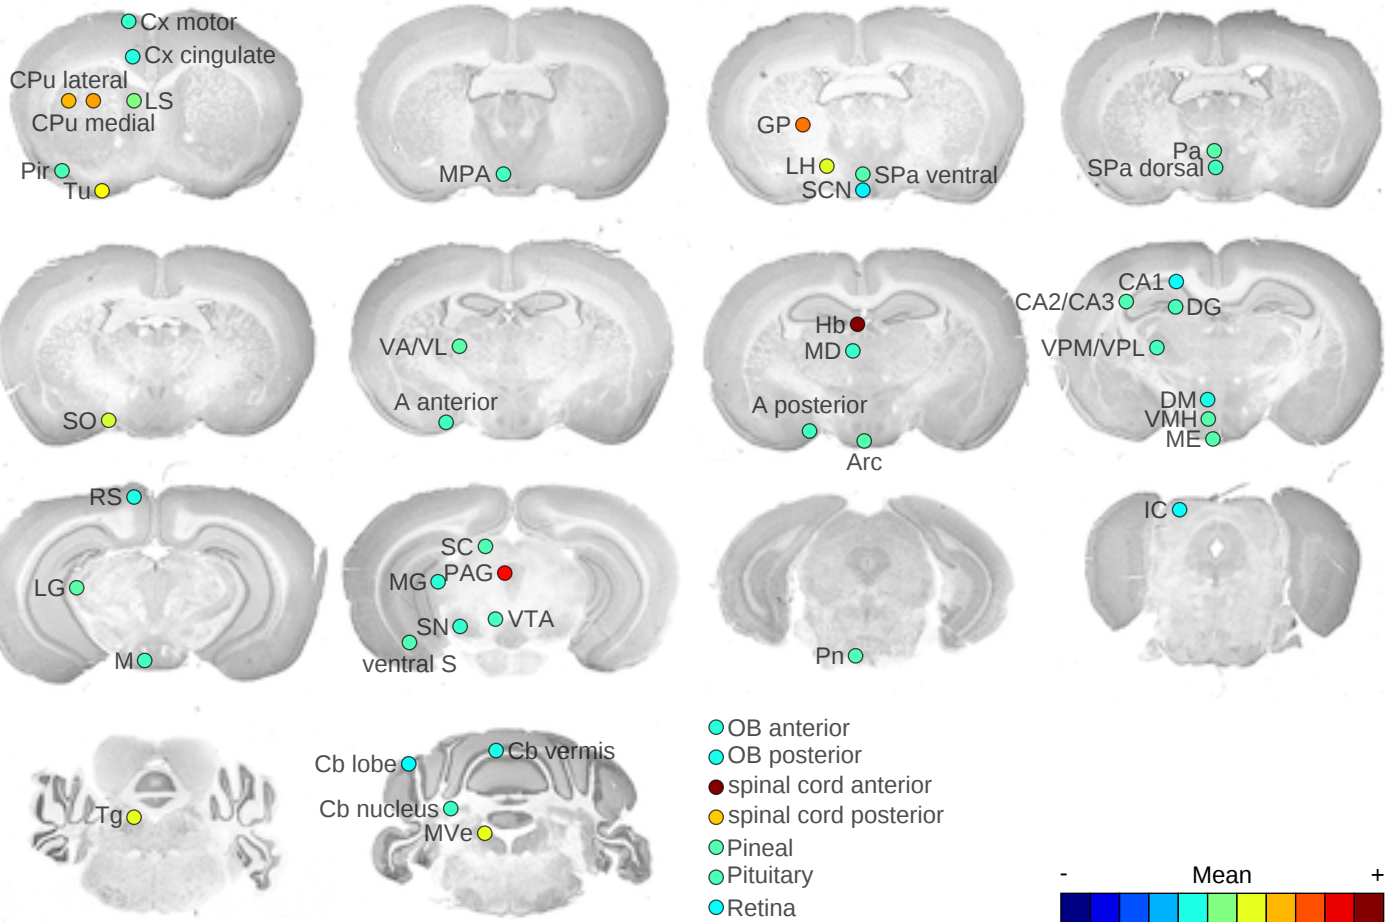 Cx motor
Cx cingulate
CPu lateral
LS
CPu medial
Pir
Tu
MPA
GP
LH
SPa ventral
SCN
Pa
SPa dorsal
SO
VA/VL
A anterior
Hb
MD
A posterior
Arc
CA1
CA2/CA3
DG
VPM/VPL
DM
VMH
ME
RS
LG
M
SC
PAG
MG
SN
VTA
ventral S
Pn
IC
Tg
Cb vermis
Cb lobe
Cb nucleus
MVe
OB anterior
OB posterior
spinal cord anterior
spinal cord posterior
Pineal
Pituitary
Retina
- Mean +